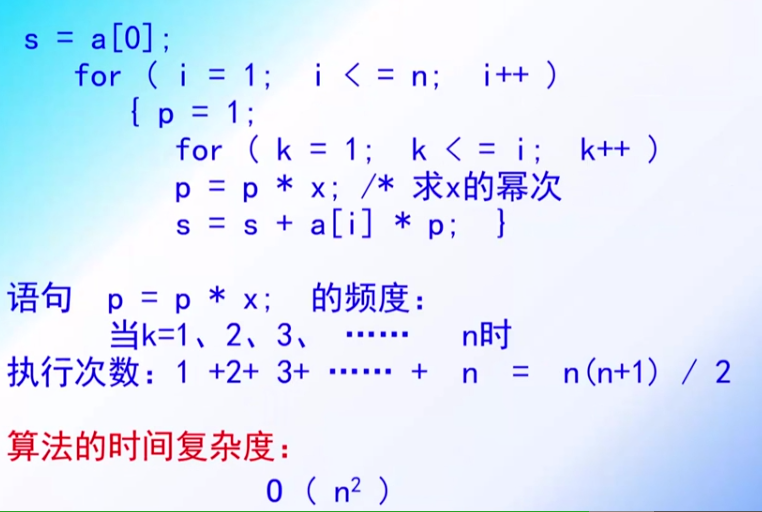 s = a[0];
for ( i = 1; i < = n; i++ )
{ p = 1;
for ( k = 1; k < = i; k++ )
p = p * x; /* 求x的幂次
s = s + a[i] * p; }
语句 p = p * x; 的频度:
当k=1、2、3、 …… n时
执行次数: 1 +2+ 3+ …… + n = n(n+1) / 2
算法的时间复杂度:
O ( n² )